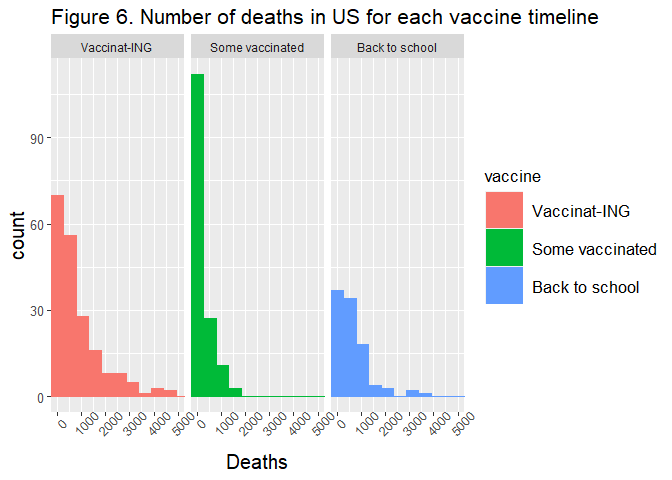 Figure 6. Number of deaths in US for each vaccine timeline
Vaccinat-ING
Some vaccinated
Back to school
90
60
30
0
count
0 1000 2000 3000 4000 5000
0 1000 2000 3000 4000 5000
0 1000 2000 3000 4000 5000
Deaths
vaccine
Vaccinat-ING
Some vaccinated
Back to school